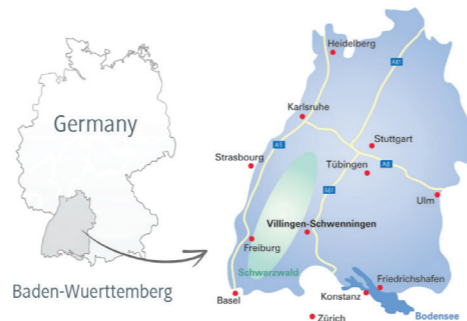 Germany
Baden-Wuerttemberg
Heidelberg
A81
Karlsruhe
A5
Stuttgart
Strasbourg
Tübingen
A8
A81
Ulm
Villingen-Schwenningen
Freiburg
Schwarzwald
Friedrichshafen
Basel
Konstanz
Zürich
Bodensee